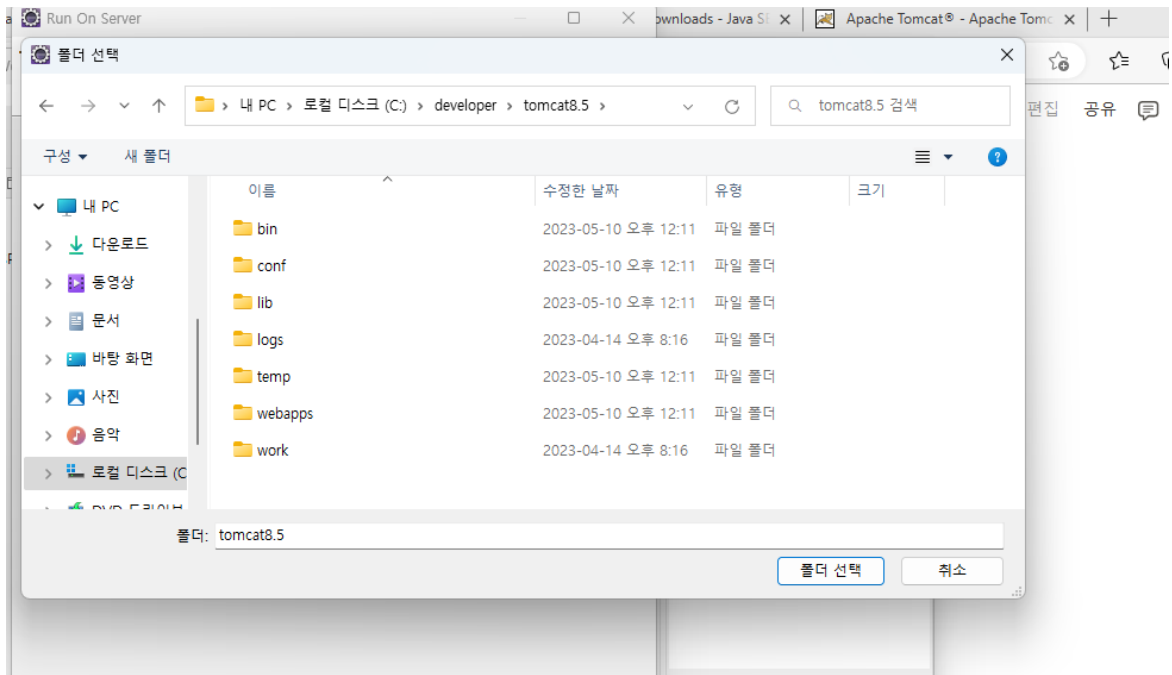 Run On Server
ownloads - Java S
Apache Tomcat® - Apache Tomc
폴더 선택
내 PC > 로컬 디스크 (C:) > developer > tomcat8.5 >
tomcat8.5 검색
편집 공유
구성 새 폴더
이름 수정한 날짜 유형 크기
내 PC
다운로드
동영상
문서
바탕 화면
사진
음악
로컬 디스크 (C
bin 2023-05-10 오후 12:11 파일 폴더
conf 2023-05-10 오후 12:11 파일 폴더
lib 2023-05-10 오후 12:11 파일 폴더
logs 2023-04-14 오후 8:16 파일 폴더
temp 2023-05-10 오후 12:11 파일 폴더
webapps 2023-05-10 오후 12:11 파일 폴더
work 2023-04-14 오후 8:16 파일 폴더
폴더: tomcat8.5
폴더 선택 취소